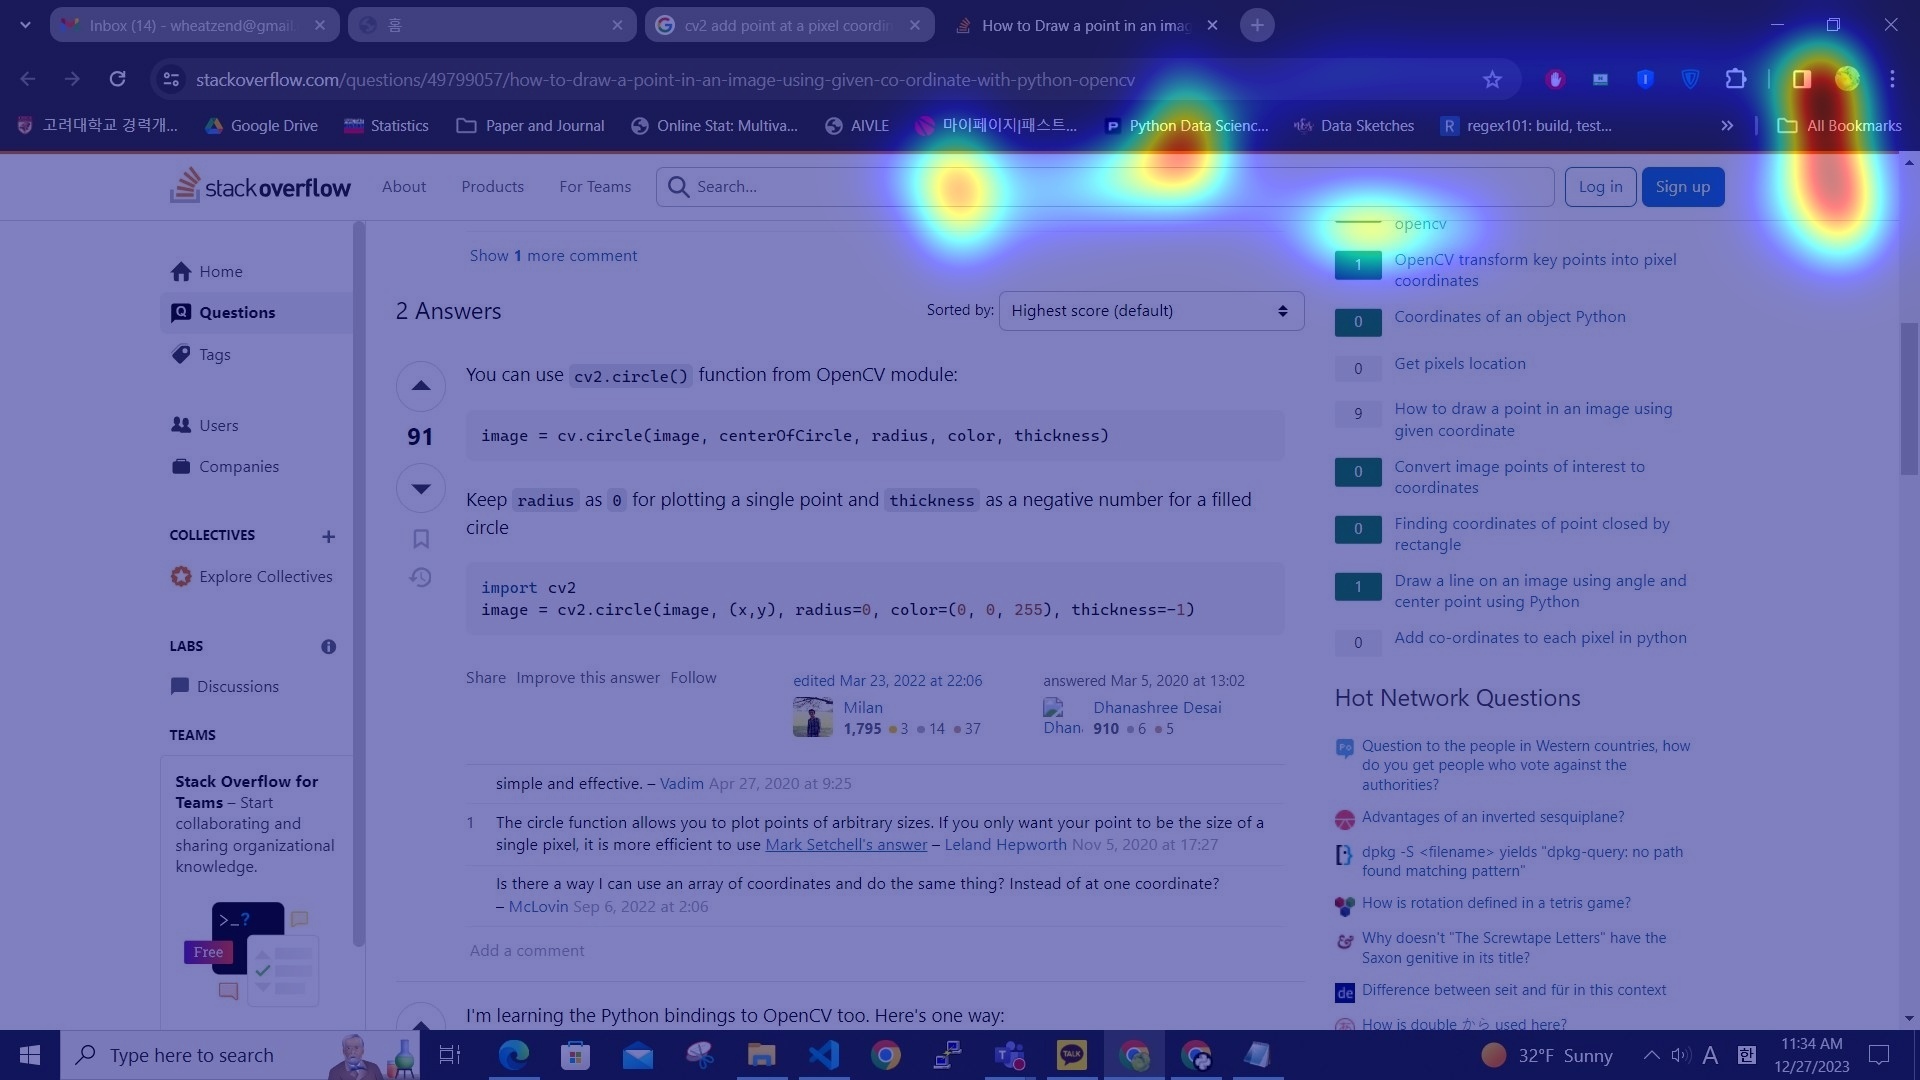 Inbox (14) - wheatzend@gmail.
홈
cv2 add point at a pixel coordin
How to Draw a point in an imag
stackoverflow.com/questions/49799057/how-to-draw-a-point-in-an-image-using-given-co-ordinate-with-python-opencv
고려대학교 경력개...
Google Drive
Statistics
Paper and Journal
Online Stat: Multiva...
AIVLE
마이페이지|패스트...
Python Data Scienc...
Data Sketches
regex101: build, test...
All Bookmarks
stackoverflow
About
Products
For Teams
Search...
Log in
Sign up
Home
Questions
Tags
Users
Companies
COLLECTIVES
Explore Collectives
LABS
Discussions
TEAMS
Stack Overflow for
Teams – Start
collaborating and
sharing organizational
knowledge.
>_?
Free
Show 1 more comment
2 Answers
Sorted by:
Highest score (default)
91
You can use cv2.circle() function from OpenCV module:
image = cv.circle(image, centerOfCircle, radius, color, thickness)
Keep radius as 0 for plotting a single point and thickness as a negative number for a filled
circle
import cv2
image = cv2.circle(image, (x,y), radius=0, color=(0, 0, 255), thickness=-1)
Share Improve this answer Follow
edited Mar 23, 2022 at 22:06
Milan
1,795 3 14 37
answered Mar 5, 2020 at 13:02
Dhana
Dhanashree Desai
910 6 5
simple and effective. – Vadim Apr 27, 2020 at 9:25
1 The circle function allows you to plot points of arbitrary sizes. If you only want your point to be the size of a
single pixel, it is more efficient to use Mark Setchell's answer – Leland Hepworth Nov 5, 2020 at 17:27
Is there a way I can use an array of coordinates and do the same thing? Instead of at one coordinate?
– McLovin Sep 6, 2022 at 2:06
Add a comment
I'm learning the Python bindings to OpenCV too. Here's one way:
opencv
1 OpenCV transform key points into pixel
coordinates
0 Coordinates of an object Python
0 Get pixels location
9 How to draw a point in an image using
given coordinate
0 Convert image points of interest to
coordinates
0 Finding coordinates of point closed by
rectangle
1 Draw a line on an image using angle and
center point using Python
0 Add co-ordinates to each pixel in python
Hot Network Questions
Question to the people in Western countries, how
do you get people who vote against the
authorities?
Advantages of an inverted sesquiplane?
dpkg -S <filename> yields "dpkg-query: no path
found matching pattern"
How is rotation defined in a tetris game?
Why doesn't "The Screwtape Letters" have the
Saxon genitive in its title?
de Difference between seit and für in this context
How is double から used here?
Type here to search
TALK
32°F Sunny
A
한
11:34 AM
12/27/2023